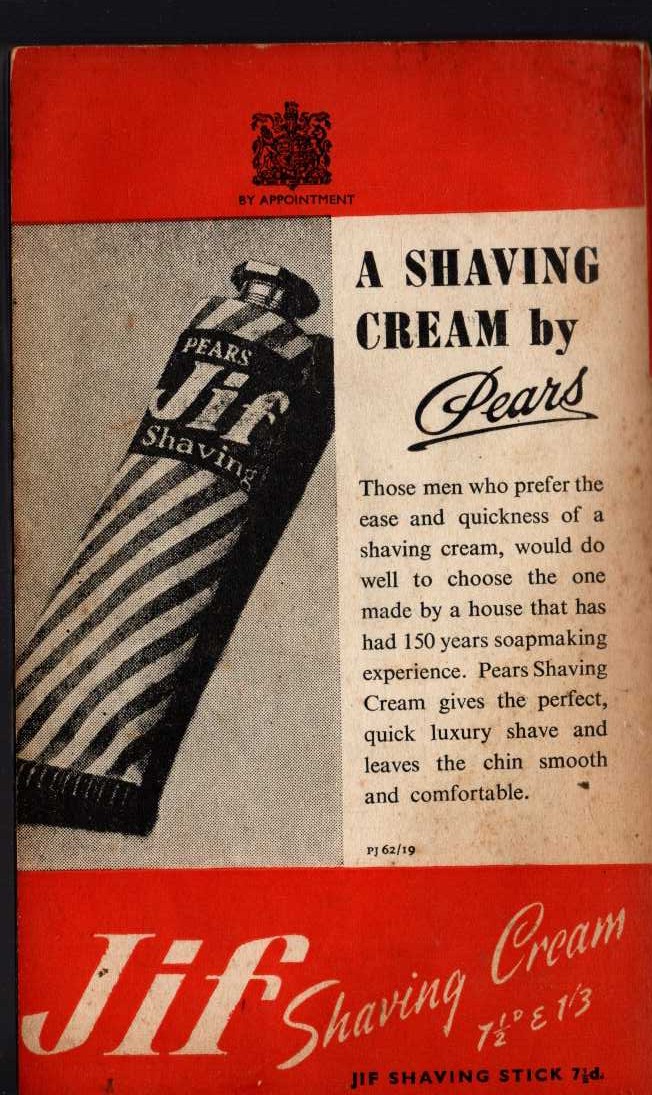 BY APPOINTMENT
A SHAVING
CREAM by
Pears
PEARS
Jif
Shaving
Those men who prefer the
ease and quickness of a
shaving cream, would do
well to choose the one
made by a house that has
had 150 years soapmaking
experience. Pears Shaving
Cream gives the perfect,
quick luxury shave and
leaves the chin smooth
and comfortable.
PJ 62/19
Jif Shaving Cream
7½ᴰ & 1/3
JIF SHAVING STICK 7½d.